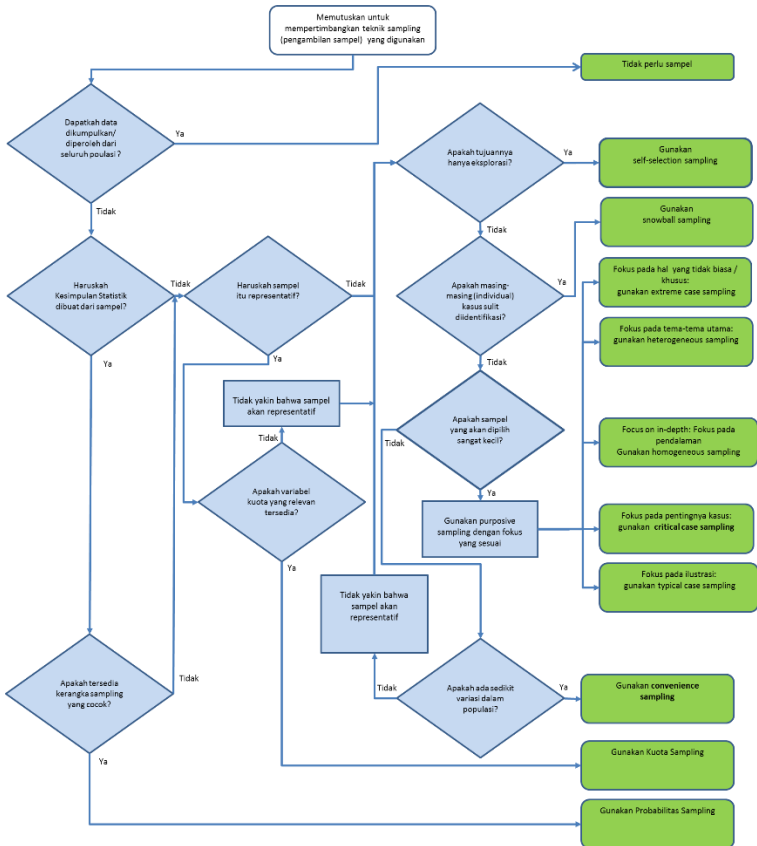 Memutuskan untuk
mempertimbangkan teknik sampling
(pengambilan sampel) yang digunakan
Tidak perlu sampel
Dapatkah data
dikumpulkan/
diperoleh dari
seluruh poulasi ?
Ya
Tidak
Apakah tujuannya
hanya eksplorasi?
Ya
Gunakan
self-selection sampling
Tidak
Gunakan
snowball sampling
Haruskah
Kesimpulan Statistik
dibuat dari sampel?
Tidak
Ya
Haruskah sampel
itu representatif?
Tidak
Ya
Apakah masing-
masing (individual)
kasus sulit
diidentifikasi?
Ya
Tidak
Fokus pada hal yang tidak biasa /
khusus:
gunakan extreme case sampling
Fokus pada tema-tema utama:
gunakan heterogeneous sampling
Tidak yakin bahwa sampel
akan representatif
Tidak
Apakah sampel
yang akan dipilih
sangat kecil?
Tidak
Ya
Focus on in-depth: Fokus pada
pendalaman
Gunakan homogeneous sampling
Apakah variabel
kuota yang relevan
tersedia?
Ya
Gunakan purposive
sampling dengan fokus
yang sesuai
Fokus pada pentingnya kasus:
gunakan critical case sampling
Fokus pada ilustrasi:
gunakan typical case sampling
Tidak yakin bahwa
sampel akan
representatif
Apakah tersedia
kerangka sampling
yang cocok?
Tidak
Ya
Tidak
Apakah ada sedikit
variasi dalam
populasi?
Ya
Gunakan convenience
sampling
Gunakan Kuota Sampling
Gunakan Probabilitas Sampling